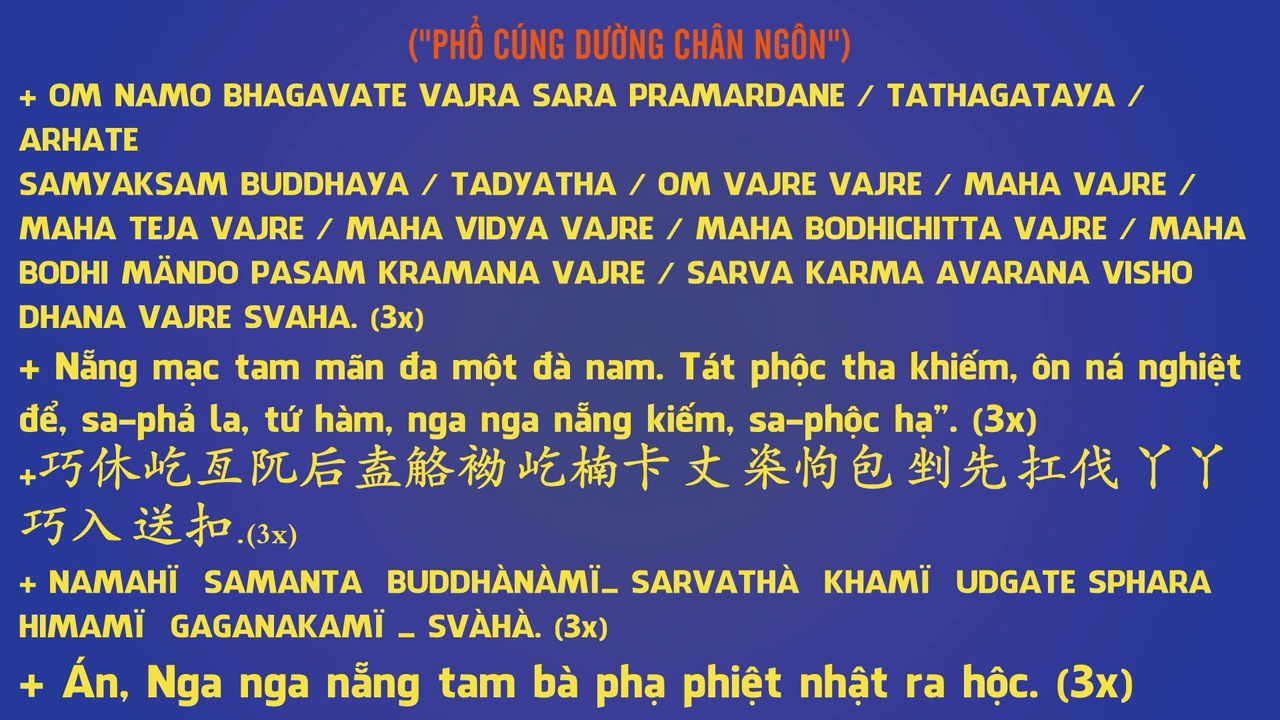 ("PHỔ CÚNG DƯỜNG CHÂN NGÔN")
+ OM NAMO BHAGAVATE VAJRA SARA PRAMARDANE / TATHAGATAYA /
ARHATE
SAMYAKSAM BUDDHAYA / TADYATHA / OM VAJRE VAJRE / MAHA VAJRE /
MAHA TEJA VAJRE / MAHA VIDYA VAJRE / MAHA BODHICHITTA VAJRE / MAHA
BODHI MÄNDO PASAM KRAMANA VAJRE / SARVA KARMA AVARANA VISHO
DHANA VAJRE SVAHA. (3x)
+ Nẵng mạc tam mãn đa một đà nam. Tát phộc tha khiếm, ôn ná nghiệt
để, sa-phả la, tứ hàm, nga nga nẵng kiếm, sa-phộc hạ”. (3x)
+巧休屹亙阢后盍觡袎屹楠卡丈栥怐包剉先扛伐丫丫
巧入送扣.(3x)
+ NAMAHÏ SAMANTA BUDDHÀNÀMÏ_ SARVATHÀ KHAMÏ UDGATE SPHARA
HIMAMÏ GAGANAKAMÏ _ SVÀHÀ. (3x)
+ Án, Nga nga nẵng tam bà phạ phiệt nhật ra hộc. (3x)